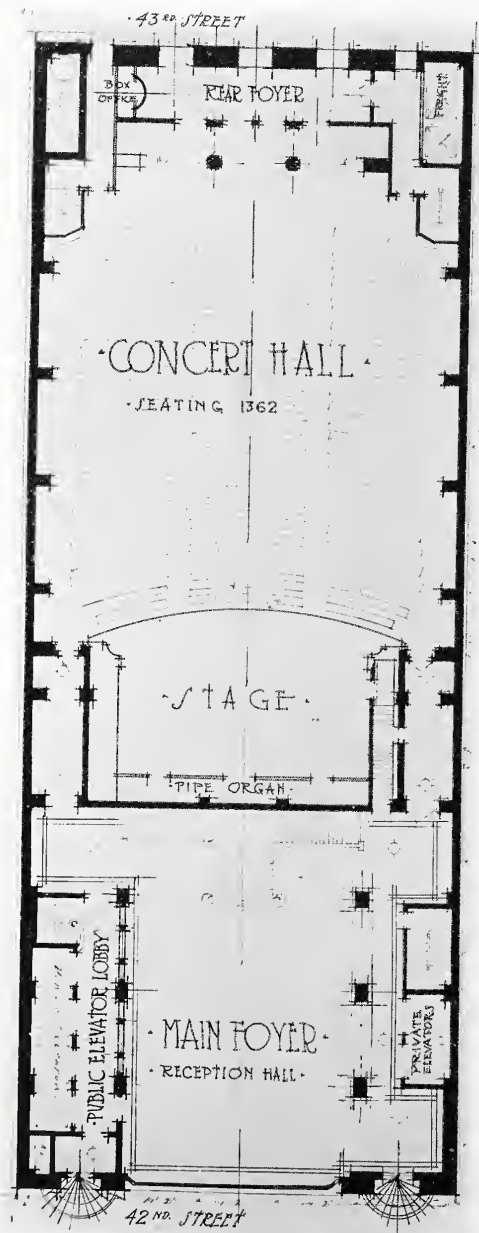 · 43RD. STREET
BOX
OFFICE
REAR FOYER
FREIGHT
· CONCERT HALL ·
· SEATING 1362
· STAGE ·
· PIPE ORGAN ·
· PUBLIC ELEVATOR LOBBY
· MAIN FOYER ·
· RECEPTION HALL ·
PRIVATE
ELEVATORS
42ND. STREET